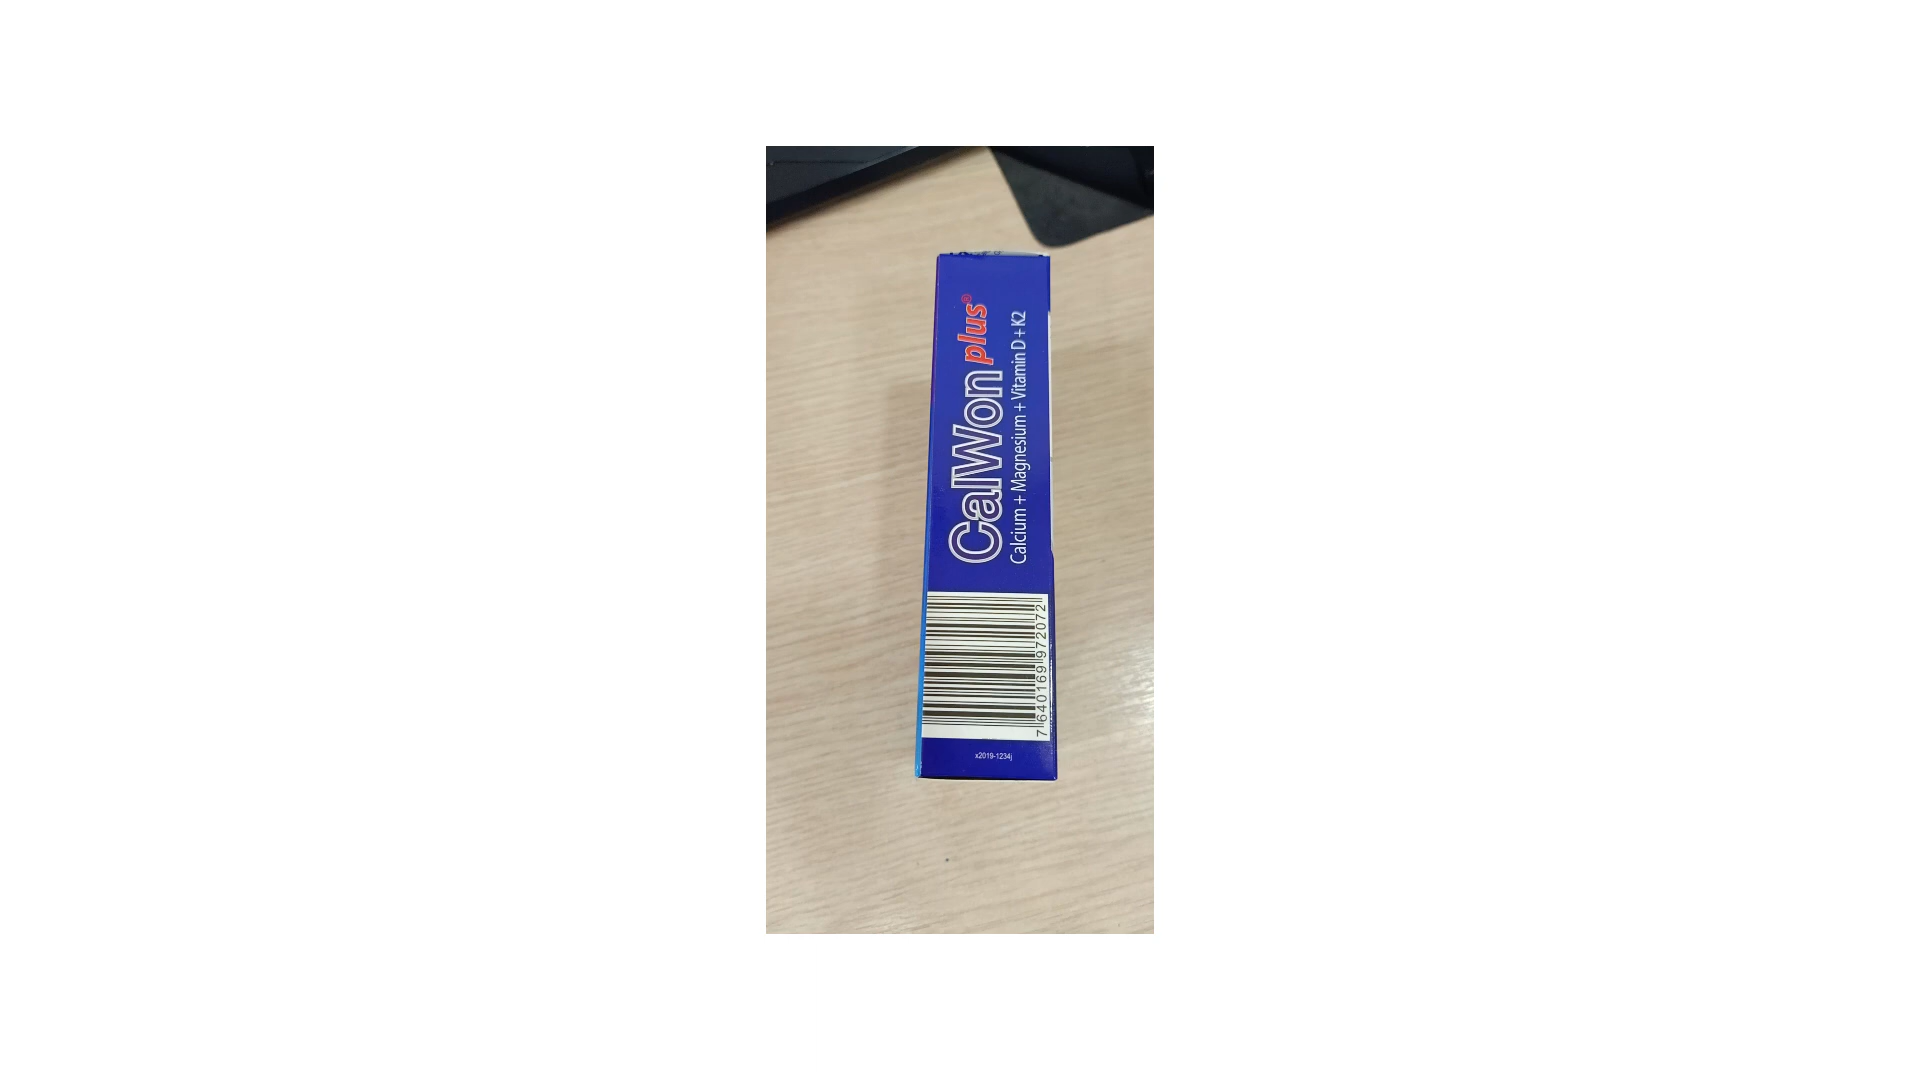 CalWon plus®
Calcium + Magnesium + Vitamin D + K2
7 640169 972072
x2019-1234j